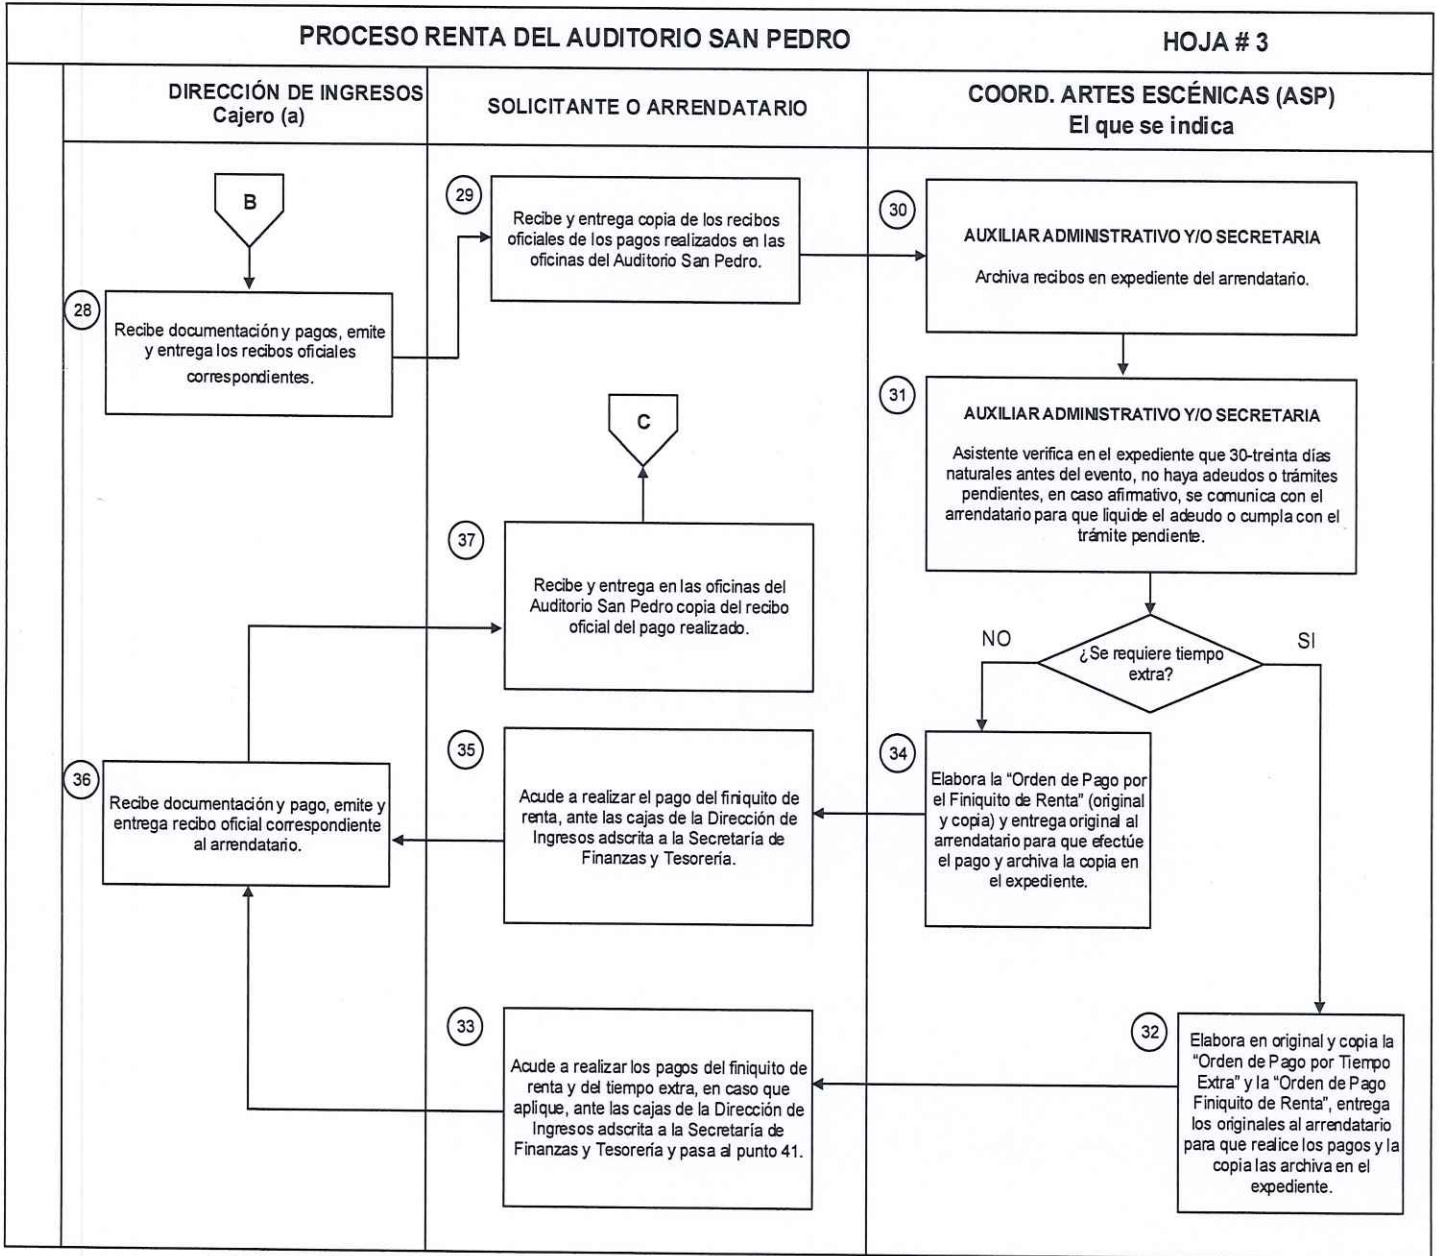 PROCESO RENTA DEL AUDITORIO SAN PEDRO
HOJA # 3
DIRECCIÓN DE INGRESOS
Cajero (a)
SOLICITANTE O ARRENDATARIO
COORD. ARTES ESCÉNICAS (ASP)
El que se indica
B
28
Recibe documentación y pagos, emite
y entrega los recibos oficiales
correspondientes.
29
Recibe y entrega copia de los recibos
oficiales de los pagos realizados en las
oficinas del Auditorio San Pedro.
30
AUXILIAR ADMINISTRATIVO Y/O SECRETARIA
Archiva recibos en expediente del arrendatario.
31
AUXILIAR ADMINISTRATIVO Y/O SECRETARIA
Asistente verifica en el expediente que 30-treinta días
naturales antes del evento, no haya adeudos o trámites
pendientes, en caso afirmativo, se comunica con el
arrendatario para que liquide el adeudo o cumpla con el
trámite pendiente.
¿Se requiere tiempo
extra?
NO
SI
32
Elabora en original y copia la
“Orden de Pago por Tiempo
Extra” y la “Orden de Pago
Finiquito de Renta”, entrega
los originales al arrendatario
para que realice los pagos y la
copia las archiva en el
expediente.
33
Acude a realizar los pagos del finiquito de
renta y del tiempo extra, en caso que
aplique, ante las cajas de la Dirección de
Ingresos adscrita a la Secretaría de
Finanzas y Tesorería y pasa al punto 41.
34
Elabora la “Orden de Pago por
el Finiquito de Renta” (original
y copia) y entrega original al
arrendatario para que efectúe
el pago y archiva la copia en
el expediente.
35
Acude a realizar el pago del finiquito de
renta, ante las cajas de la Dirección de
Ingresos adscrita a la Secretaría de
Finanzas y Tesorería.
36
Recibe documentación y pago, emite y
entrega recibo oficial correspondiente
al arrendatario.
37
Recibe y entrega en las oficinas del
Auditorio San Pedro copia del recibo
oficial del pago realizado.
C